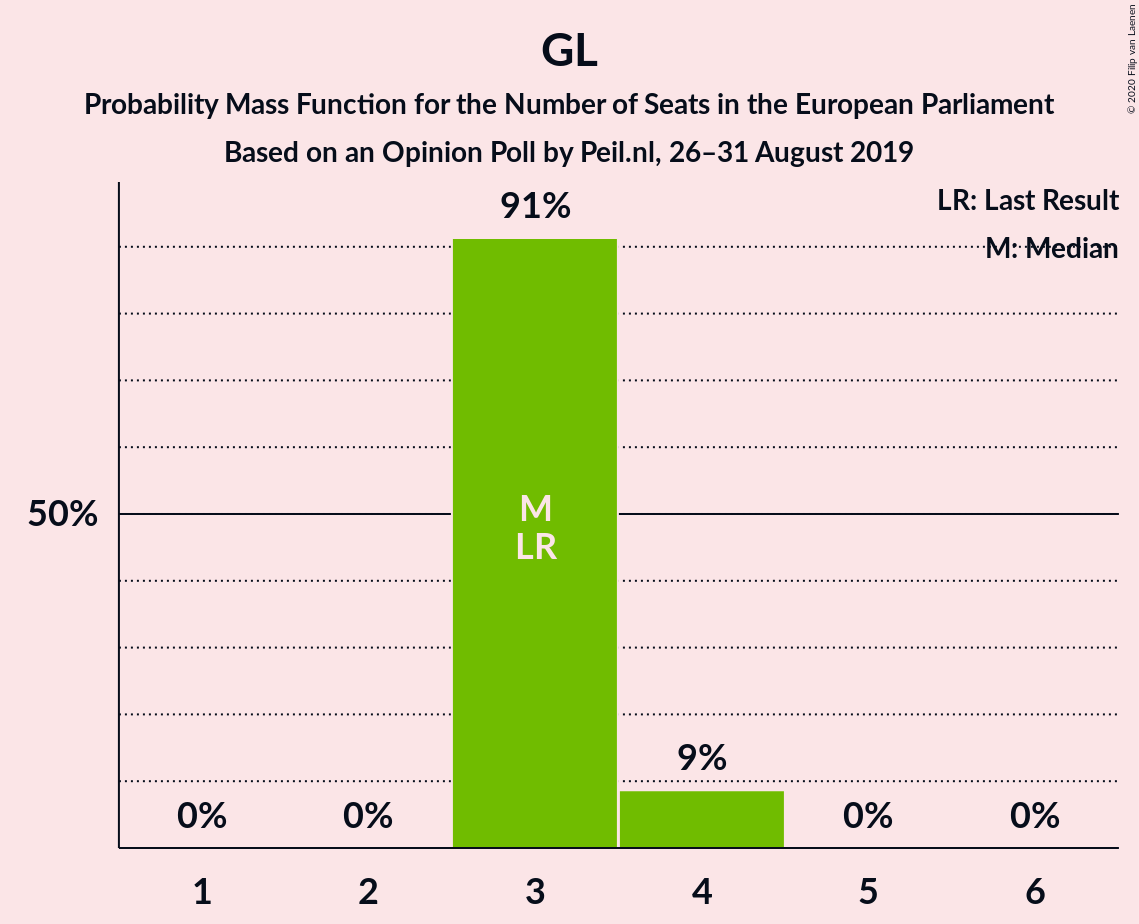 GL
Probability Mass Function for the Number of Seats in the European Parliament
Based on an Opinion Poll by Peil.nl, 26–31 August 2019
© 2020 Filip van Laenen
LR: Last Result
M: Median
91%
50%
M
LR
9%
0%
0%
0%
0%
1
2
3
4
5
6